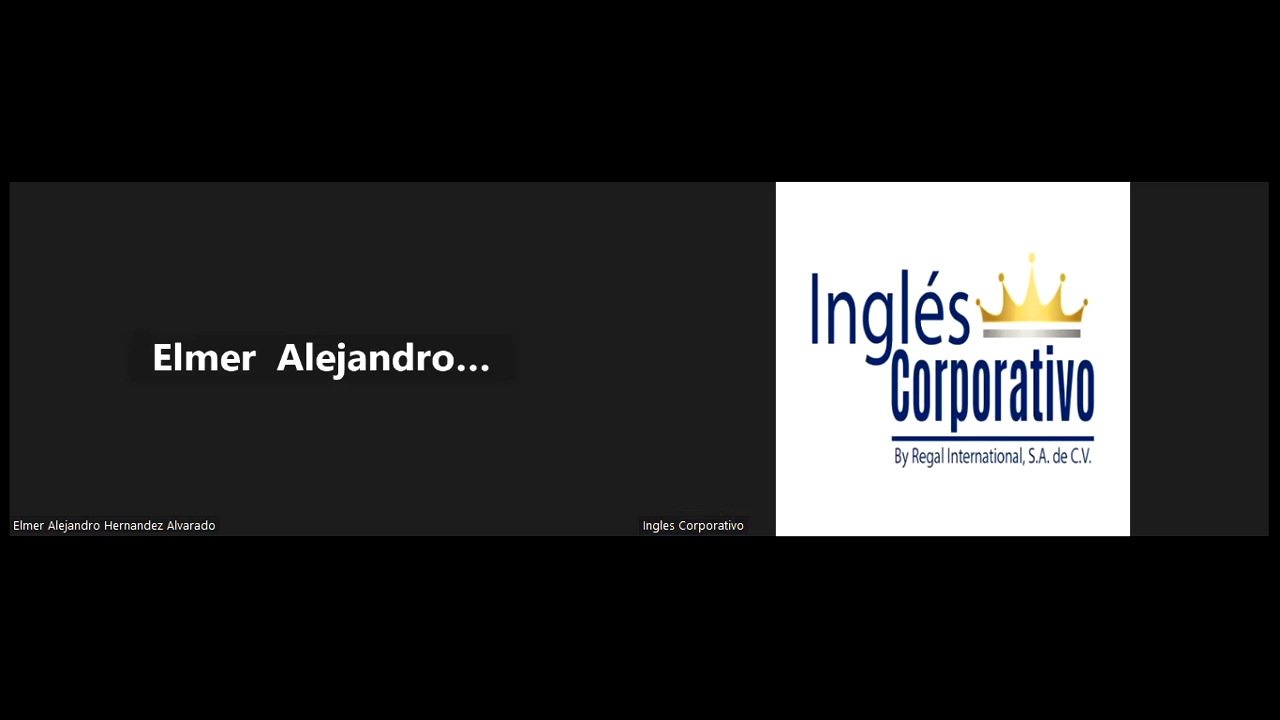 Elmer Alejandro...
Elmer Alejandro Hernandez Alvarado
Ingles Corporativo
Inglés
Corporativo
By Regal International, S.A. de C.V.